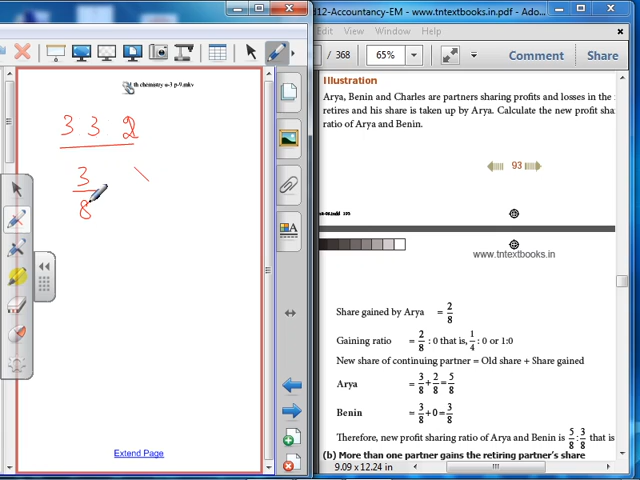 d12-Accountancy-EM - www.tntextbooks.in.pdf - Ado...
Edit View Window Help
/ 368 65% Comment Share
th chemistry e-3 p-9.mkv
3 3 2
3
8
Extend Page
Illustration
Arya, Benin and Charles are partners sharing profits and losses in the
retires and his share is taken up by Arya. Calculate the new profit sha
ratio of Arya and Benin.
93
www.tntextbooks.in
Share gained by Arya = 2/8
Gaining ratio = 2/8 : 0 that is, 1/4 : 0 or 1:0
New share of continuing partner = Old share + Share gained
Arya = 3/8 + 2/8 = 5/8
Benin = 3/8 + 0 = 3/8
Therefore, new profit sharing ratio of Arya and Benin is 5/8 : 3/8 that is
(b) More than one partner gains the retiring partner's share
9.09 x 12.24 in